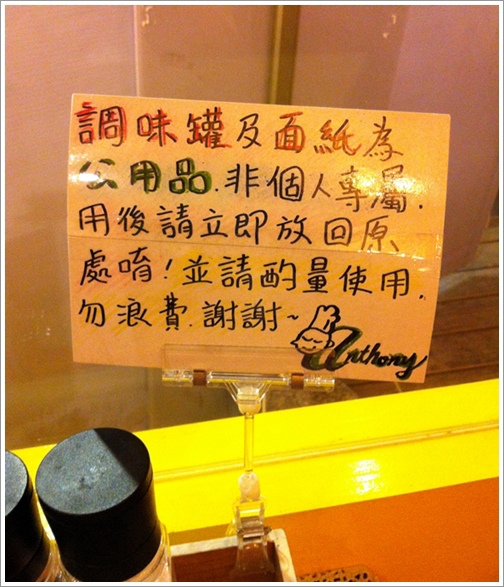 調味罐及面紙為
公用品.非個人專屬.
用後請立即放回原
處唷!並請酌量使用.
勿浪費.謝謝~
Anthony